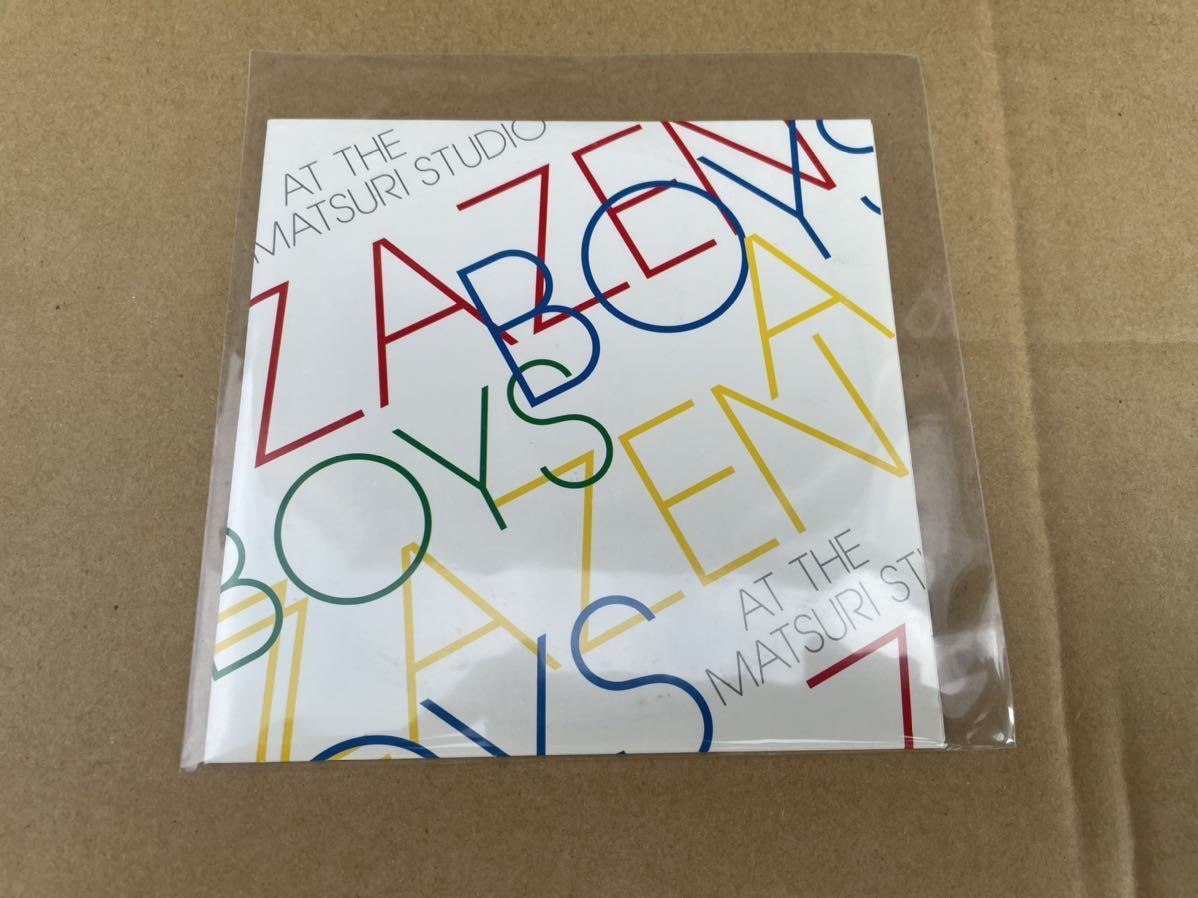 AT THE
MATSURI STUDIO
ZAZEN
BOYS
BOYS
ZAZEN
AT THE
MATSURI ST